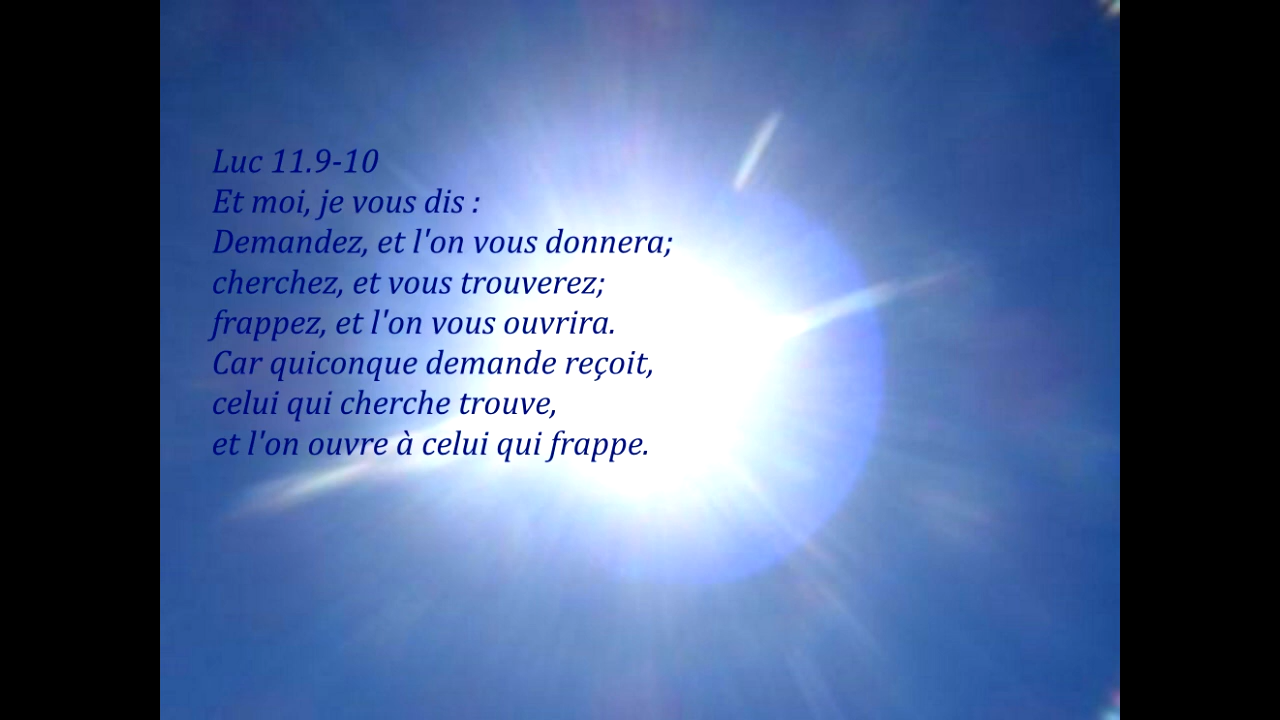 Luc 11.9-10
Et moi, je vous dis :
Demandez, et l'on vous donnera;
cherchez, et vous trouverez;
frappez, et l'on vous ouvrira.
Car quiconque demande reçoit,
celui qui cherche trouve,
et l'on ouvre à celui qui frappe.